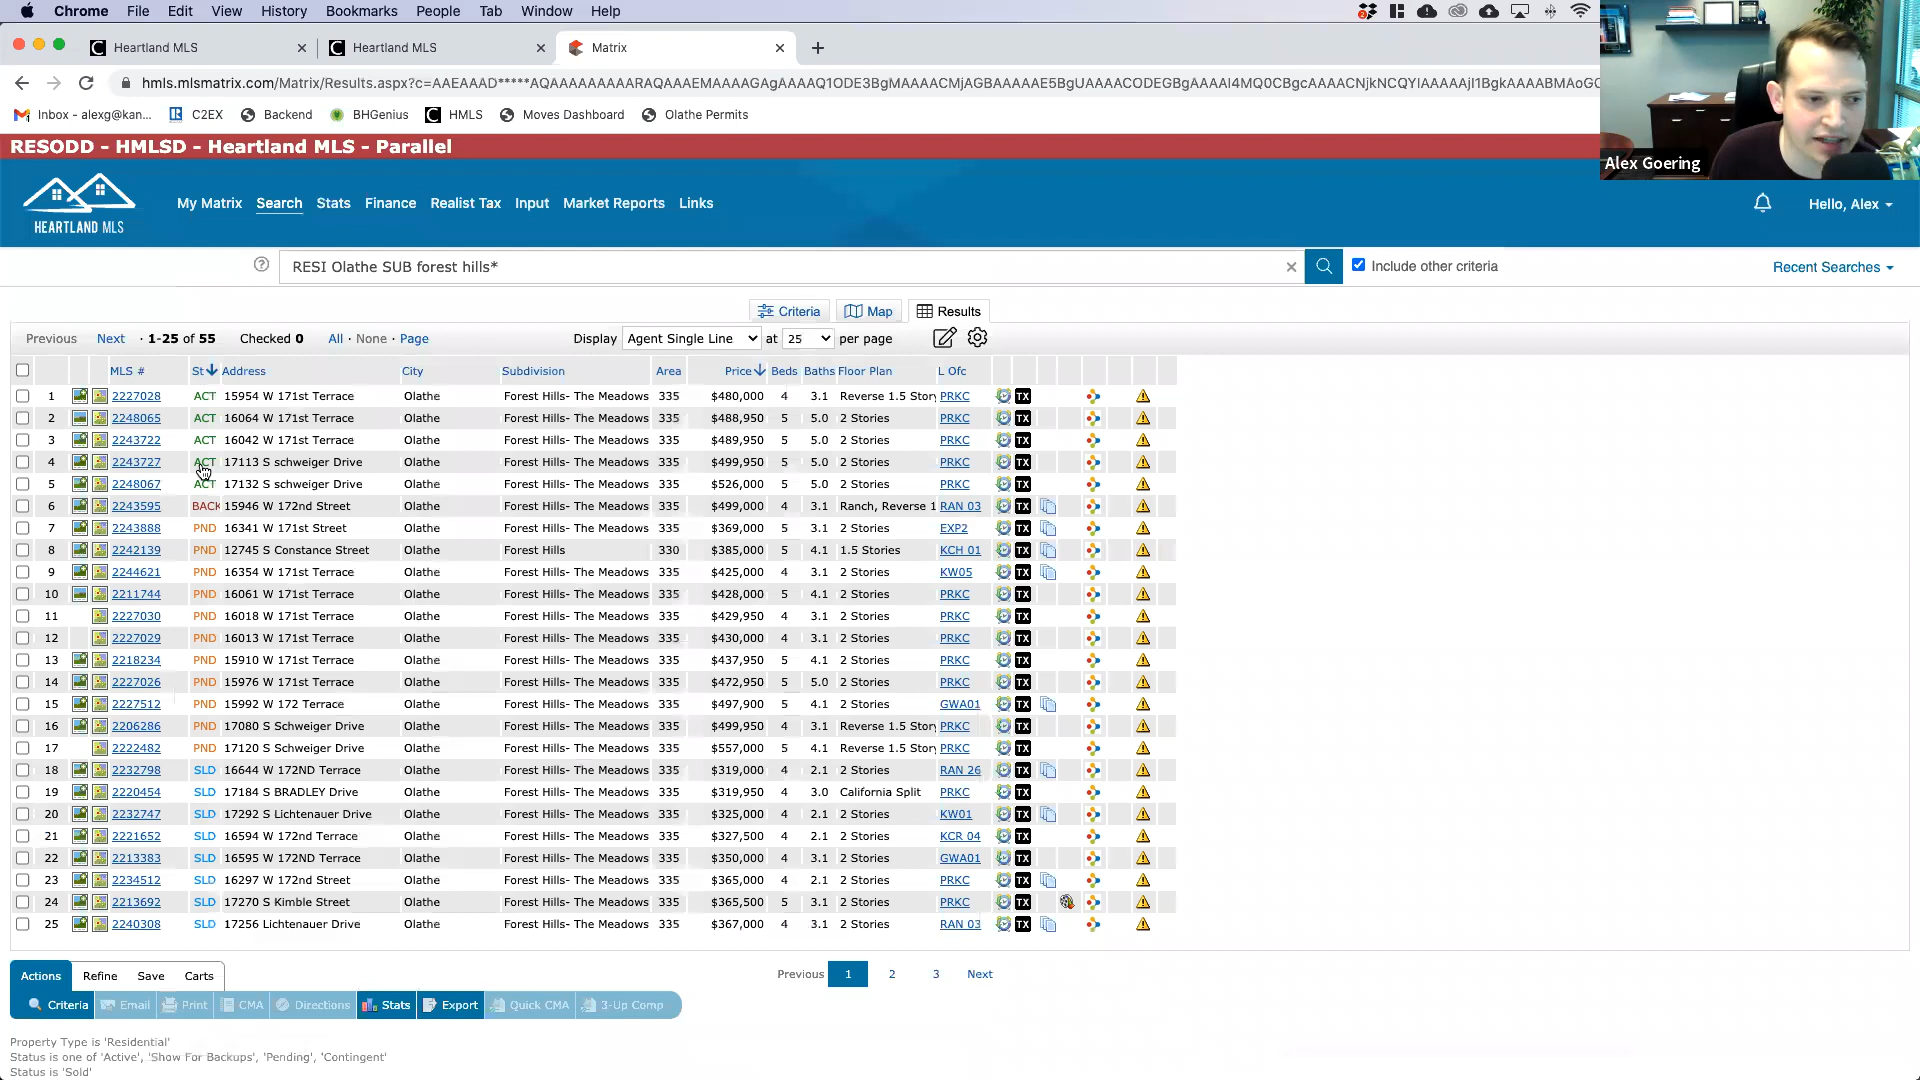 Chrome File Edit View History Bookmarks People Tab Window Help
Heartland MLS Heartland MLS Matrix
hmls.mlsmatrix.com/Matrix/Results.aspx?c=
Inbox - alexg@kan... C2EX Backend BHGenius HMLS Moves Dashboard Olathe Permits
RESODD - HMLSD - Heartland MLS - Parallel
Alex Goering
HEARTLAND MLS
My Matrix Search Stats Finance Realist Tax Input Market Reports Links
Hello, Alex
RESI Olathe SUB forest hills*
Include other criteria
Recent Searches
Criteria Map Results
Previous Next · 1-25 of 55 Checked 0 All · None · Page Display Agent Single Line at 25 per page
MLS # St Address City Subdivision Area Price Beds Baths Floor Plan L Ofc
1 2227028 ACT 15954 W 171st Terrace Olathe Forest Hills- The Meadows 335 $480,000 4 3.1 Reverse 1.5 Story PRKC TX
2 2248065 ACT 16064 W 171st Terrace Olathe Forest Hills- The Meadows 335 $488,950 5 5.0 2 Stories PRKC TX
3 2243722 ACT 16042 W 171st Terrace Olathe Forest Hills- The Meadows 335 $489,950 5 5.0 2 Stories PRKC TX
4 2243727 ACT 17113 S schweiger Drive Olathe Forest Hills- The Meadows 335 $499,950 5 5.0 2 Stories PRKC TX
5 2248067 ACT 17132 S schweiger Drive Olathe Forest Hills- The Meadows 335 $526,000 5 5.0 2 Stories PRKC TX
6 2243595 BACK 15946 W 172nd Street Olathe Forest Hills- The Meadows 335 $499,000 4 3.1 Ranch, Reverse 1 RAN 03 TX
7 2243888 PND 16341 W 171st Street Olathe Forest Hills- The Meadows 335 $369,000 5 3.1 2 Stories EXP2 TX
8 2242139 PND 12745 S Constance Street Olathe Forest Hills 330 $385,000 5 4.1 1.5 Stories KCH 01 TX
9 2244621 PND 16354 W 171st Terrace Olathe Forest Hills- The Meadows 335 $425,000 4 3.1 2 Stories KW05 TX
10 2211744 PND 16061 W 171st Terrace Olathe Forest Hills- The Meadows 335 $428,000 5 4.1 2 Stories PRKC TX
11 2227030 PND 16018 W 171st Terrace Olathe Forest Hills- The Meadows 335 $429,950 4 3.1 2 Stories PRKC TX
12 2227029 PND 16013 W 171st Terrace Olathe Forest Hills- The Meadows 335 $430,000 4 3.1 2 Stories PRKC TX
13 2218234 PND 15910 W 171st Terrace Olathe Forest Hills- The Meadows 335 $437,950 5 4.1 2 Stories PRKC TX
14 2227026 PND 15976 W 171st Terrace Olathe Forest Hills- The Meadows 335 $472,950 5 5.0 2 Stories PRKC TX
15 2227512 PND 15992 W 172 Terrace Olathe Forest Hills- The Meadows 335 $497,900 5 4.1 2 Stories GWA01 TX
16 2206286 PND 17080 S Schweiger Drive Olathe Forest Hills- The Meadows 335 $499,950 4 3.1 Reverse 1.5 Story PRKC TX
17 2222482 PND 17120 S Schweiger Drive Olathe Forest Hills- The Meadows 335 $557,000 5 4.1 Reverse 1.5 Story PRKC TX
18 2232798 SLD 16644 W 172ND Terrace Olathe Forest Hills- The Meadows 335 $319,000 4 2.1 2 Stories RAN 26 TX
19 2220454 SLD 17184 S BRADLEY Drive Olathe Forest Hills- The Meadows 335 $319,950 4 3.0 California Split PRKC TX
20 2232747 SLD 17292 S Lichtenauer Drive Olathe Forest Hills- The Meadows 335 $325,000 4 2.1 2 Stories KW01 TX
21 2221652 SLD 16594 W 172nd Terrace Olathe Forest Hills- The Meadows 335 $327,500 4 2.1 2 Stories KCR 04 TX
22 2213383 SLD 16595 W 172ND Terrace Olathe Forest Hills- The Meadows 335 $350,000 4 3.1 2 Stories GWA01 TX
23 2234512 SLD 16297 W 172nd Street Olathe Forest Hills- The Meadows 335 $365,000 4 2.1 2 Stories PRKC TX
24 2213692 SLD 17270 S Kimble Street Olathe Forest Hills- The Meadows 335 $365,500 5 3.1 2 Stories PRKC TX
25 2240308 SLD 17256 Lichtenauer Drive Olathe Forest Hills- The Meadows 335 $367,000 4 3.1 2 Stories RAN 03 TX
Actions Refine Save Carts Previous 1 2 3 Next
Criteria Email Print CMA Directions Stats Export Quick CMA 3-Up Comp
Property Type is 'Residential'
Status is one of 'Active', 'Show For Backups', 'Pending', 'Contingent'
Status is 'Sold'